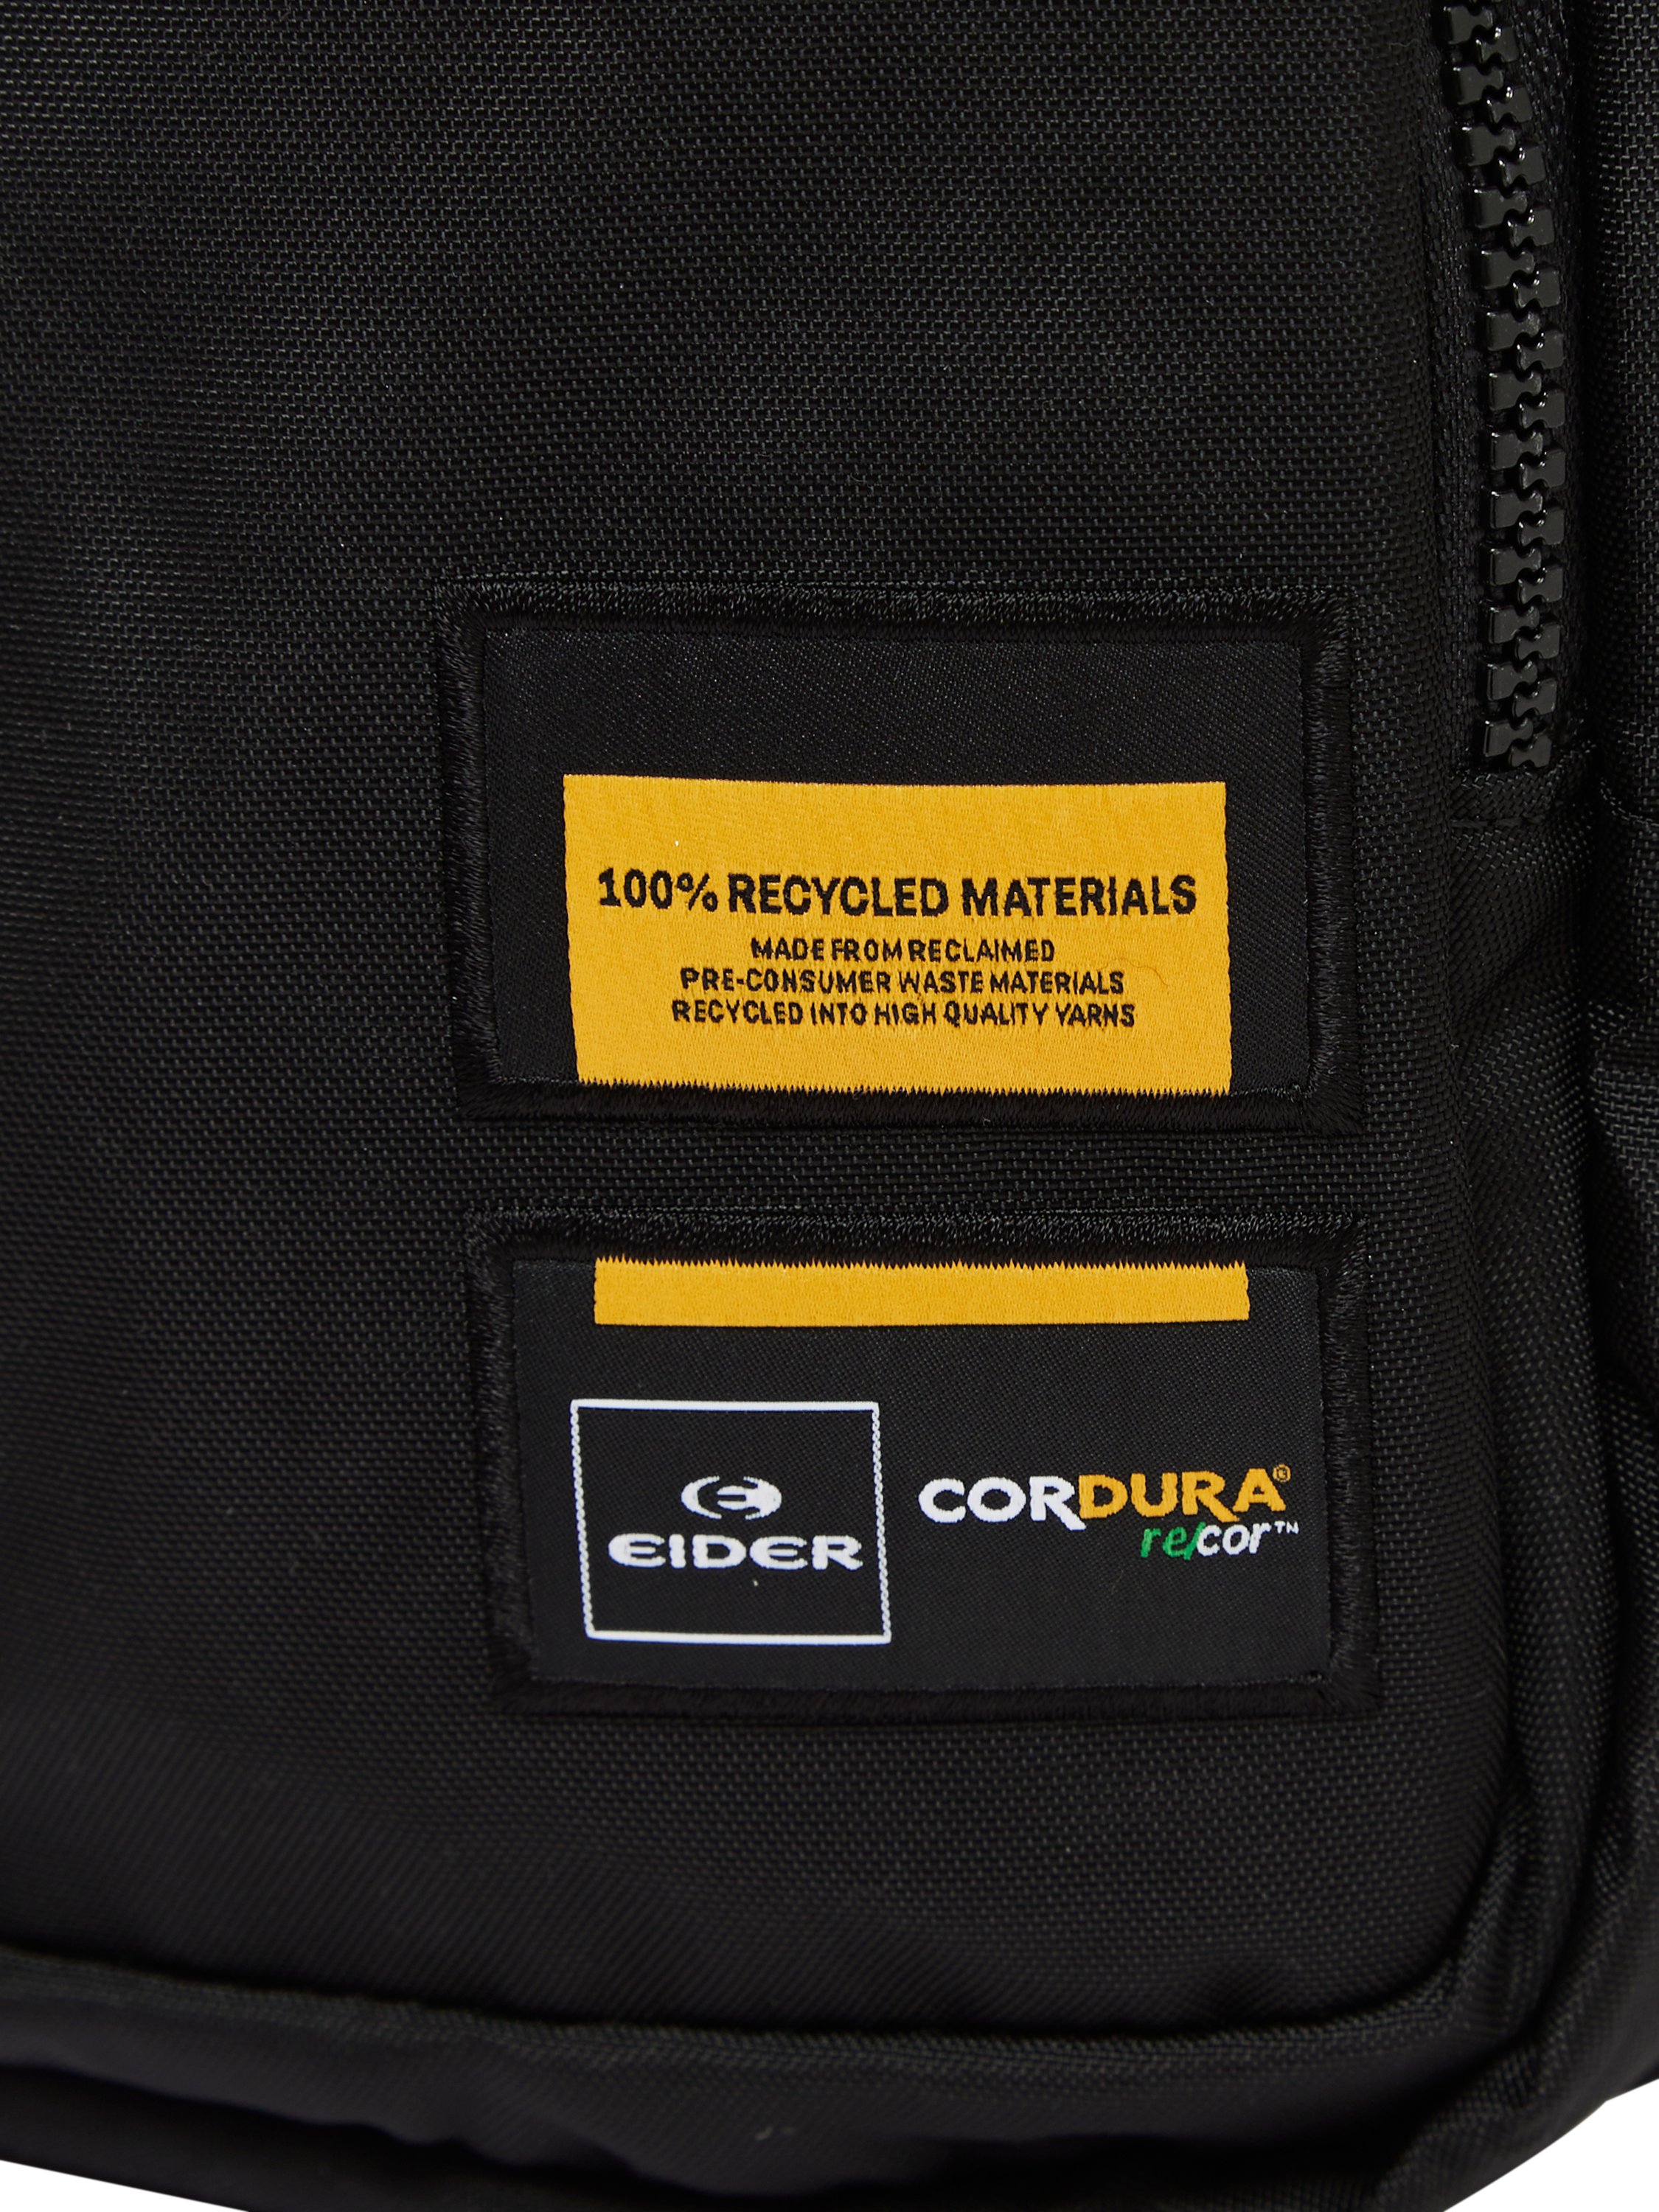 100% RECYCLED MATERIALS
MADE FROM RECLAIMED
PRE-CONSUMER WASTE MATERIALS
RECYCLED INTO HIGH QUALITY YARNS
EIDER
CORDURA®
re/cor™